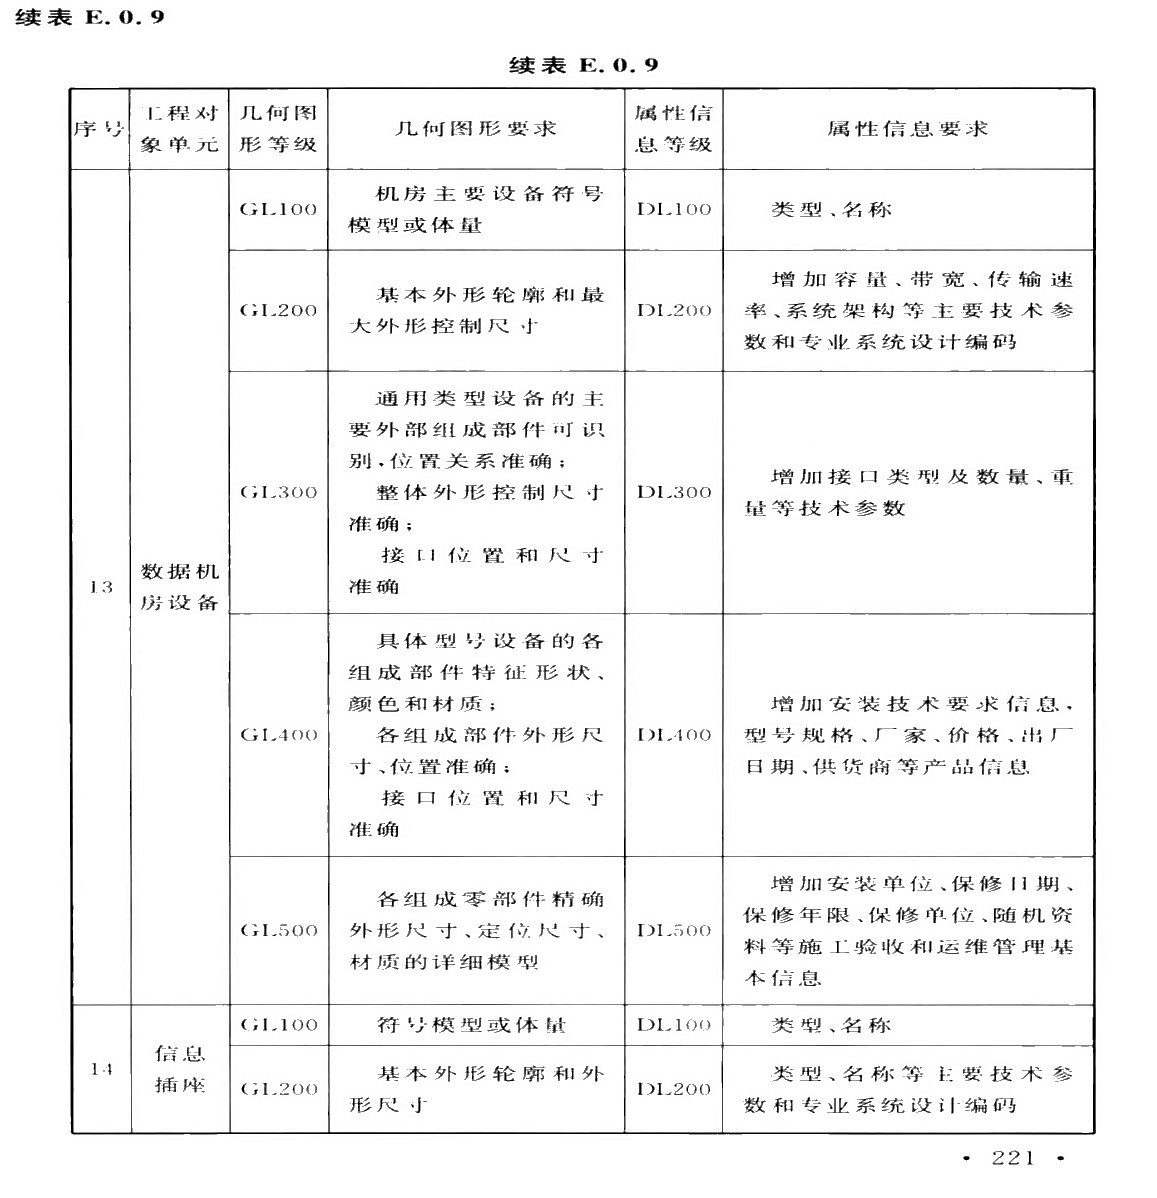 续表 E.0.9
续表 E.0.9
序号
工程对
象单元
几何图
形等级
几何图形要求
属性信
息等级
属性信息要求
13
数据机
房设备
GL100
机房主要设备符号
模型或体量
DL100
类型、名称
GL200
基本外形轮廓和最
大外形控制尺寸
DL200
增加容量、带宽、传输速
率、系统架构等主要技术参
数和专业系统设计编码
GL300
通用类型设备的主
要外部组成部件可识
别,位置关系准确;
整体外形控制尺寸
准确;
接口位置和尺寸
准确
DL300
增加接口类型及数量、重
量等技术参数
GL400
具体型号设备的各
组成部件特征形状、
颜色和材质;
各组成部件外形尺
寸、位置准确;
接口位置和尺寸
准确
DL400
增加安装技术要求信息,
型号规格、厂家、价格、出厂
日期、供货商等产品信息
GL500
各组成零部件精确
外形尺寸、定位尺寸、
材质的详细模型
DL500
增加安装单位、保修日期、
保修年限、保修单位、随机资
料等施工验收和运维管理基
本信息
14
信息
插座
GL100
符号模型或体量
DL100
类型、名称
GL200
基本外形轮廓和外
形尺寸
DL200
类型、名称等主要技术参
数和专业系统设计编码
· 221 ·